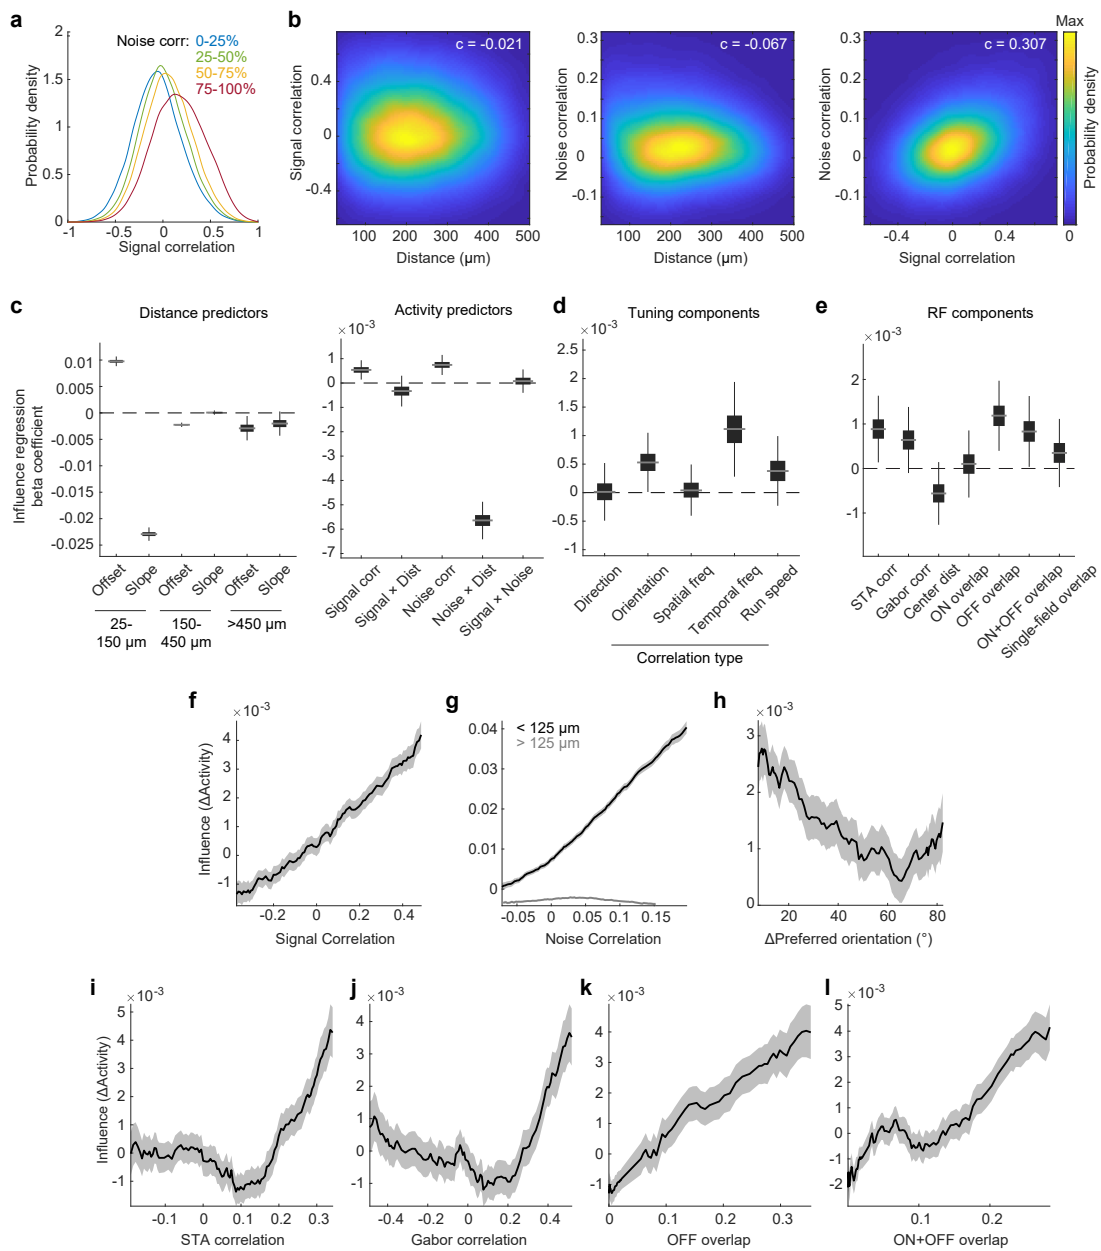 a
Noise corr: 0-25%
25-50%
50-75%
75-100%
Probability density
2
1.5
1
0.5
0
-1 -0.5 0 0.5 1
Signal correlation
b
c = -0.021
Signal correlation
0.4
0
-0.4
100 200 300 400 500
Distance (µm)
c = -0.067
Noise correlation
0.3
0.2
0.1
0
-0.1
100 200 300 400 500
Distance (µm)
c = 0.307
Noise correlation
0.3
0.2
0.1
0
-0.1
-0.4 0 0.4
Signal correlation
Max
0
Probability density
c
Distance predictors
Influence regression
beta coefficient
0.01
0.005
0
-0.005
-0.01
-0.015
-0.02
-0.025
Offset Slope Offset Slope Offset Slope
25-
150 µm
150-
450 µm
>450 µm
Activity predictors
×10⁻³
1
0
-1
-2
-3
-4
-5
-6
-7
Signal corr
Signal × Dist
Noise corr
Noise × Dist
Signal × Noise
d
Tuning components
×10⁻³
2.5
2
1.5
1
0.5
0
-0.5
-1
Direction
Orientation
Spatial freq
Temporal freq
Run speed
Correlation type
e
RF components
×10⁻³
2
1
0
-1
STA corr
Gabor corr
Center dist
ON overlap
OFF overlap
ON+OFF overlap
Single-field overlap
f
×10⁻³
Influence (ΔActivity)
4
3
2
1
0
-1
-0.2 0 0.2 0.4
Signal Correlation
g
< 125 µm
> 125 µm
0.04
0.03
0.02
0.01
0
-0.05 0 0.05 0.1 0.15
Noise Correlation
h
×10⁻³
3
2
1
0
20 40 60 80
ΔPreferred orientation (°)
i
×10⁻³
Influence (ΔActivity)
5
4
3
2
1
0
-1
-0.1 0 0.1 0.2 0.3
STA correlation
j
×10⁻³
4
3
2
1
0
-1
-0.4 -0.2 0 0.2 0.4
Gabor correlation
k
×10⁻³
4
3
2
1
0
-1
0 0.1 0.2 0.3
OFF overlap
l
×10⁻³
5
4
3
2
1
0
-1
-2
0.1 0.2
ON+OFF overlap